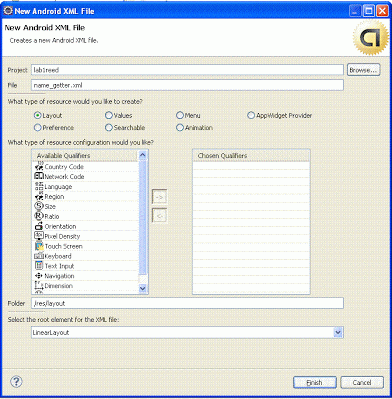 New Android XML File
New Android XML File
Creates a new Android XML file.
Project lab1reed Browse...
File name_getter.xml
What type of resource would you like to create?
Layout Values Menu AppWidget Provider
Preference Searchable Animation
What type of resource configuration would you like?
Available Qualifiers Chosen Qualifiers
Country Code
Network Code
Language
Region
Size
Ratio
Orientation
Pixel Density
Touch Screen
Keyboard
Text Input
Navigation
Dimension
->
<-
Folder /res/layout
Select the root element for the XML file:
LinearLayout
? Finish Cancel